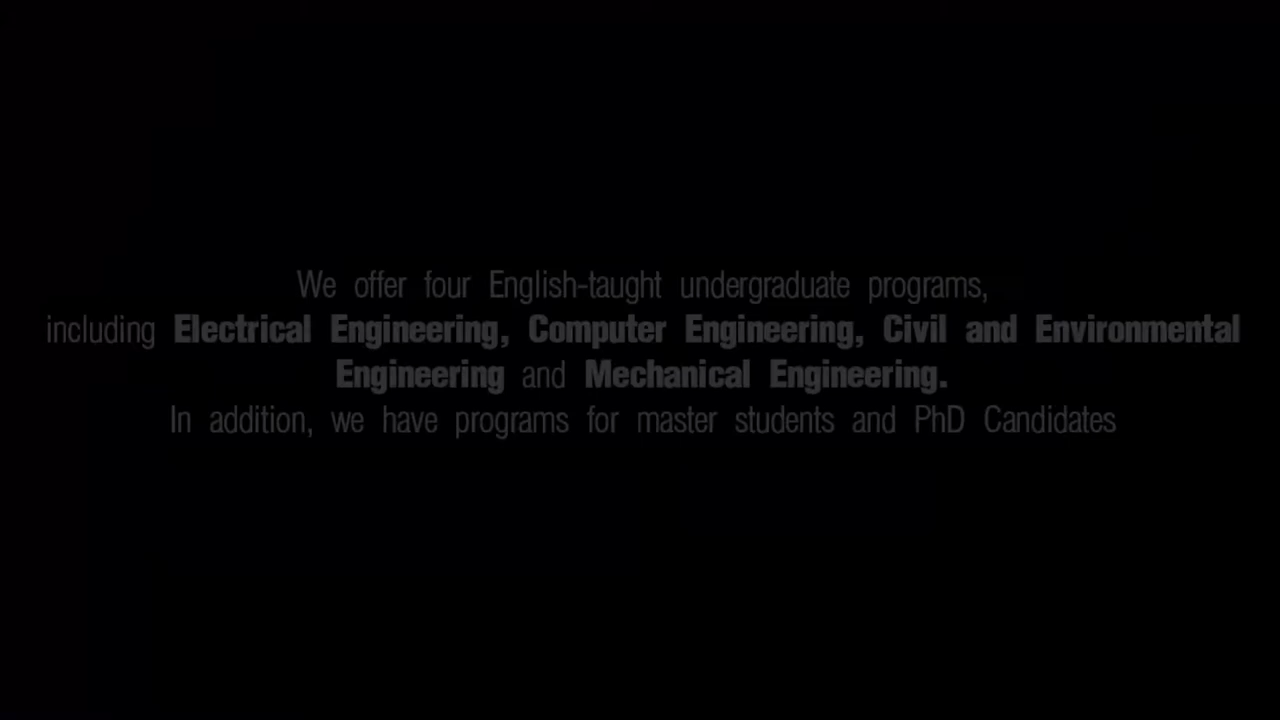 We offer four English-taught undergraduate programs,
including Electrical Engineering, Computer Engineering, Civil and Environmental
Engineering and Mechanical Engineering.
In addition, we have programs for master students and PhD Candidates